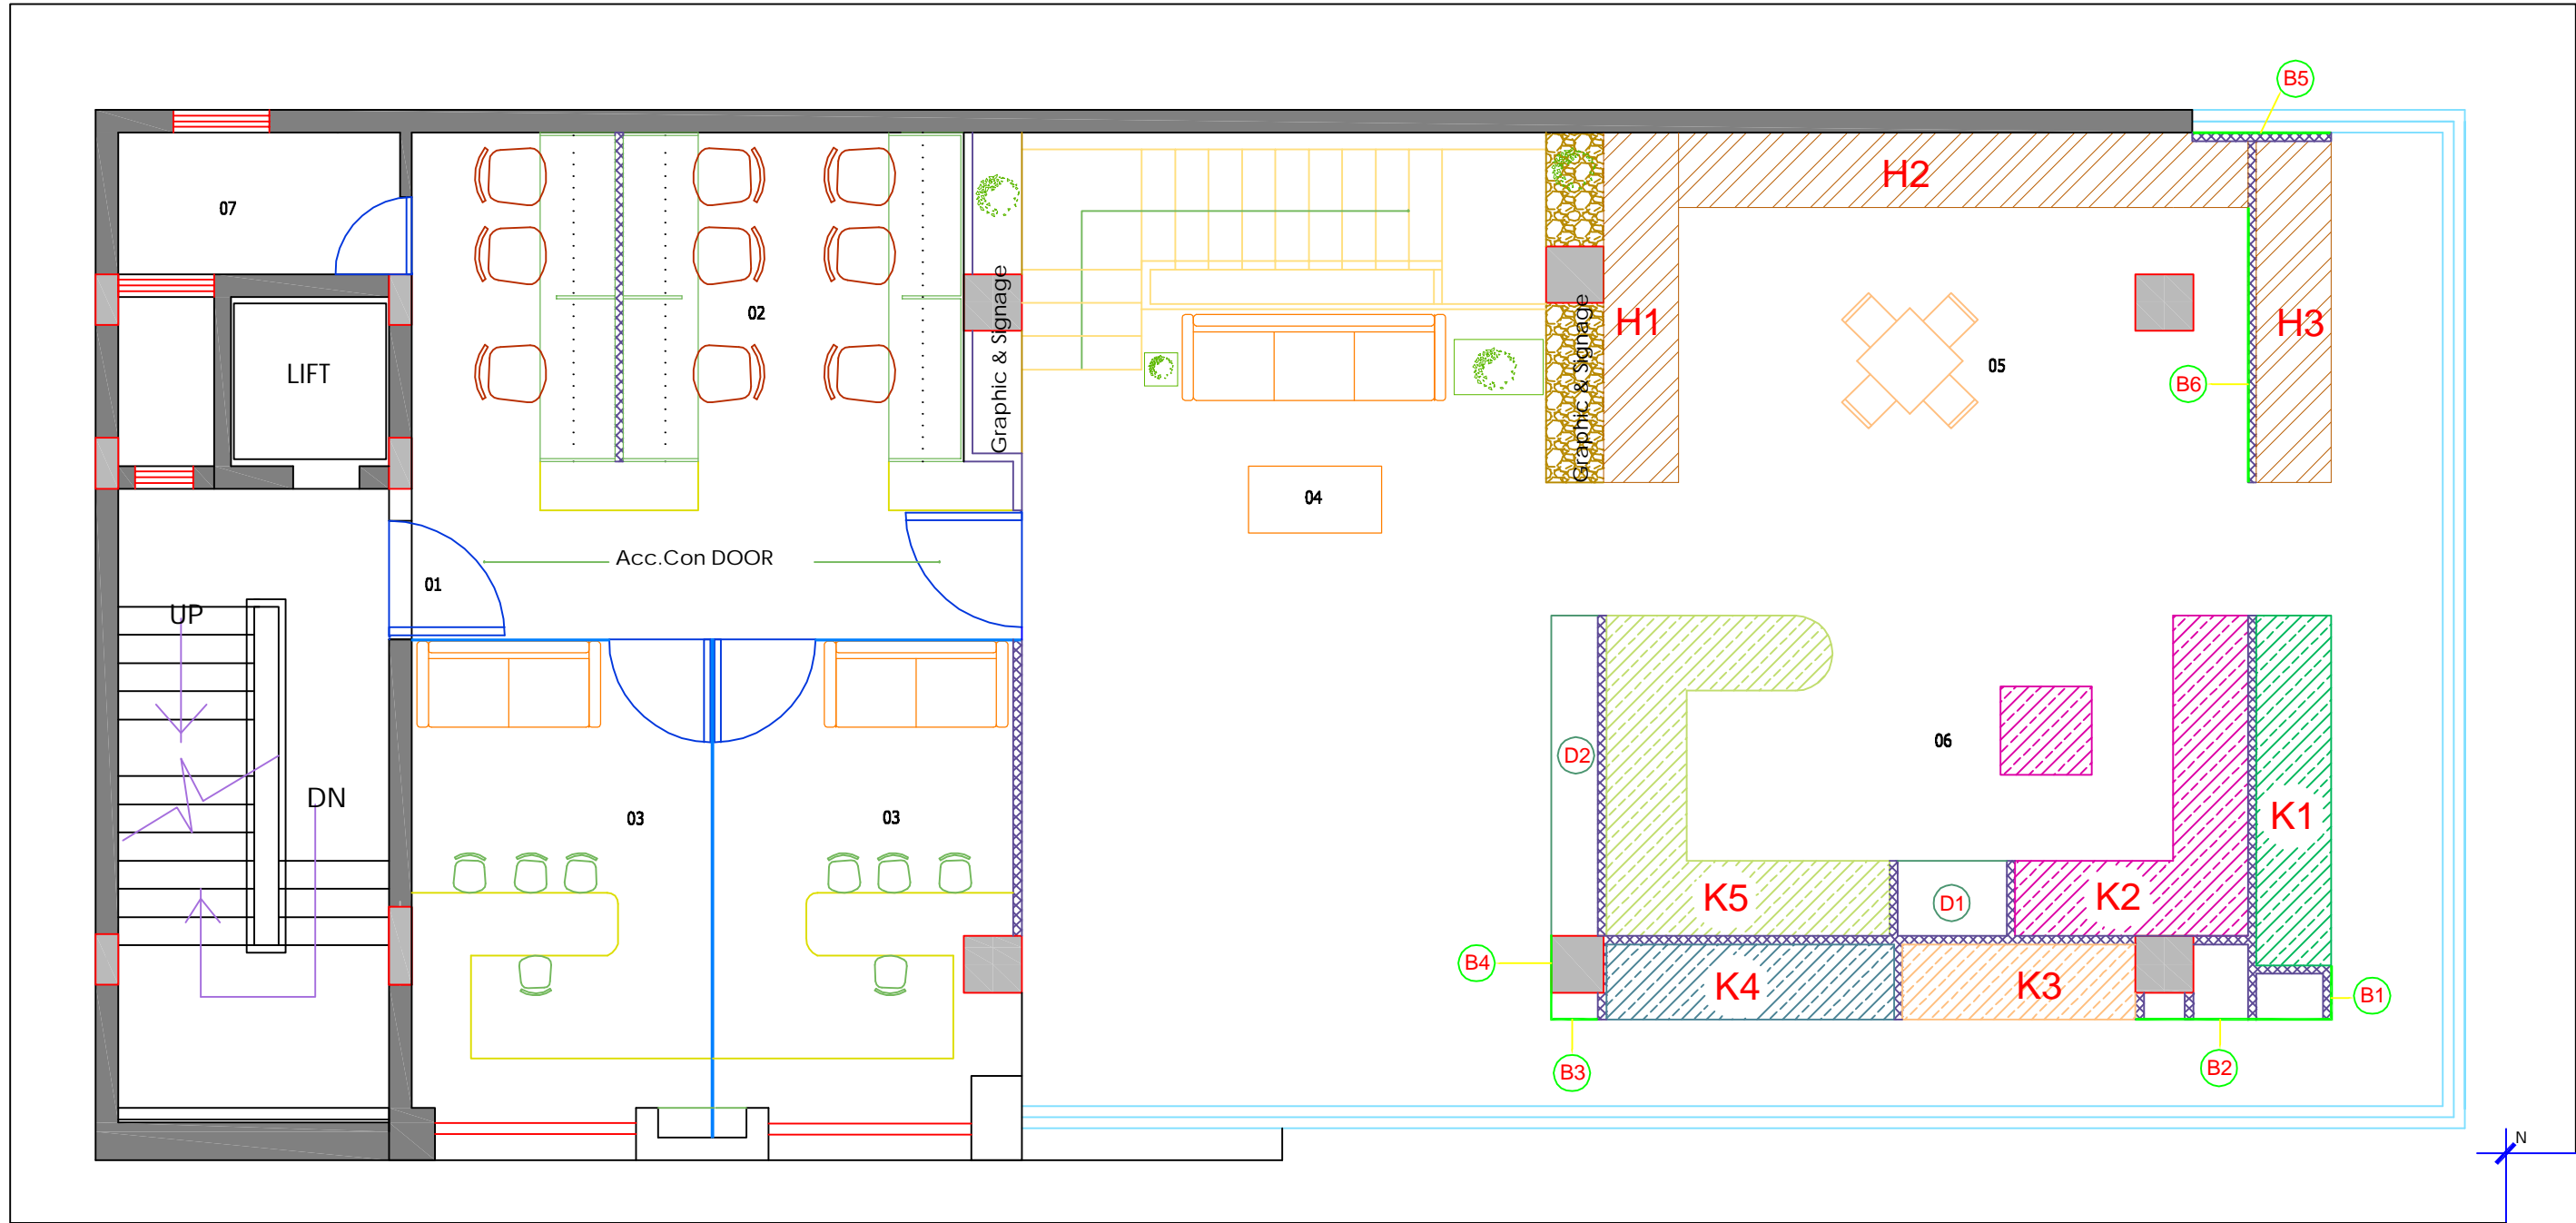 B5
07
H2
02
Graphic & Signage
Graphic & Signage
H1
H3
LIFT
05
B6
04
Acc.Con DOOR
01
UP
D2
06
DN
03
03
K1
K5
D1
K2
B4
K4
K3
B1
B3
B2
N